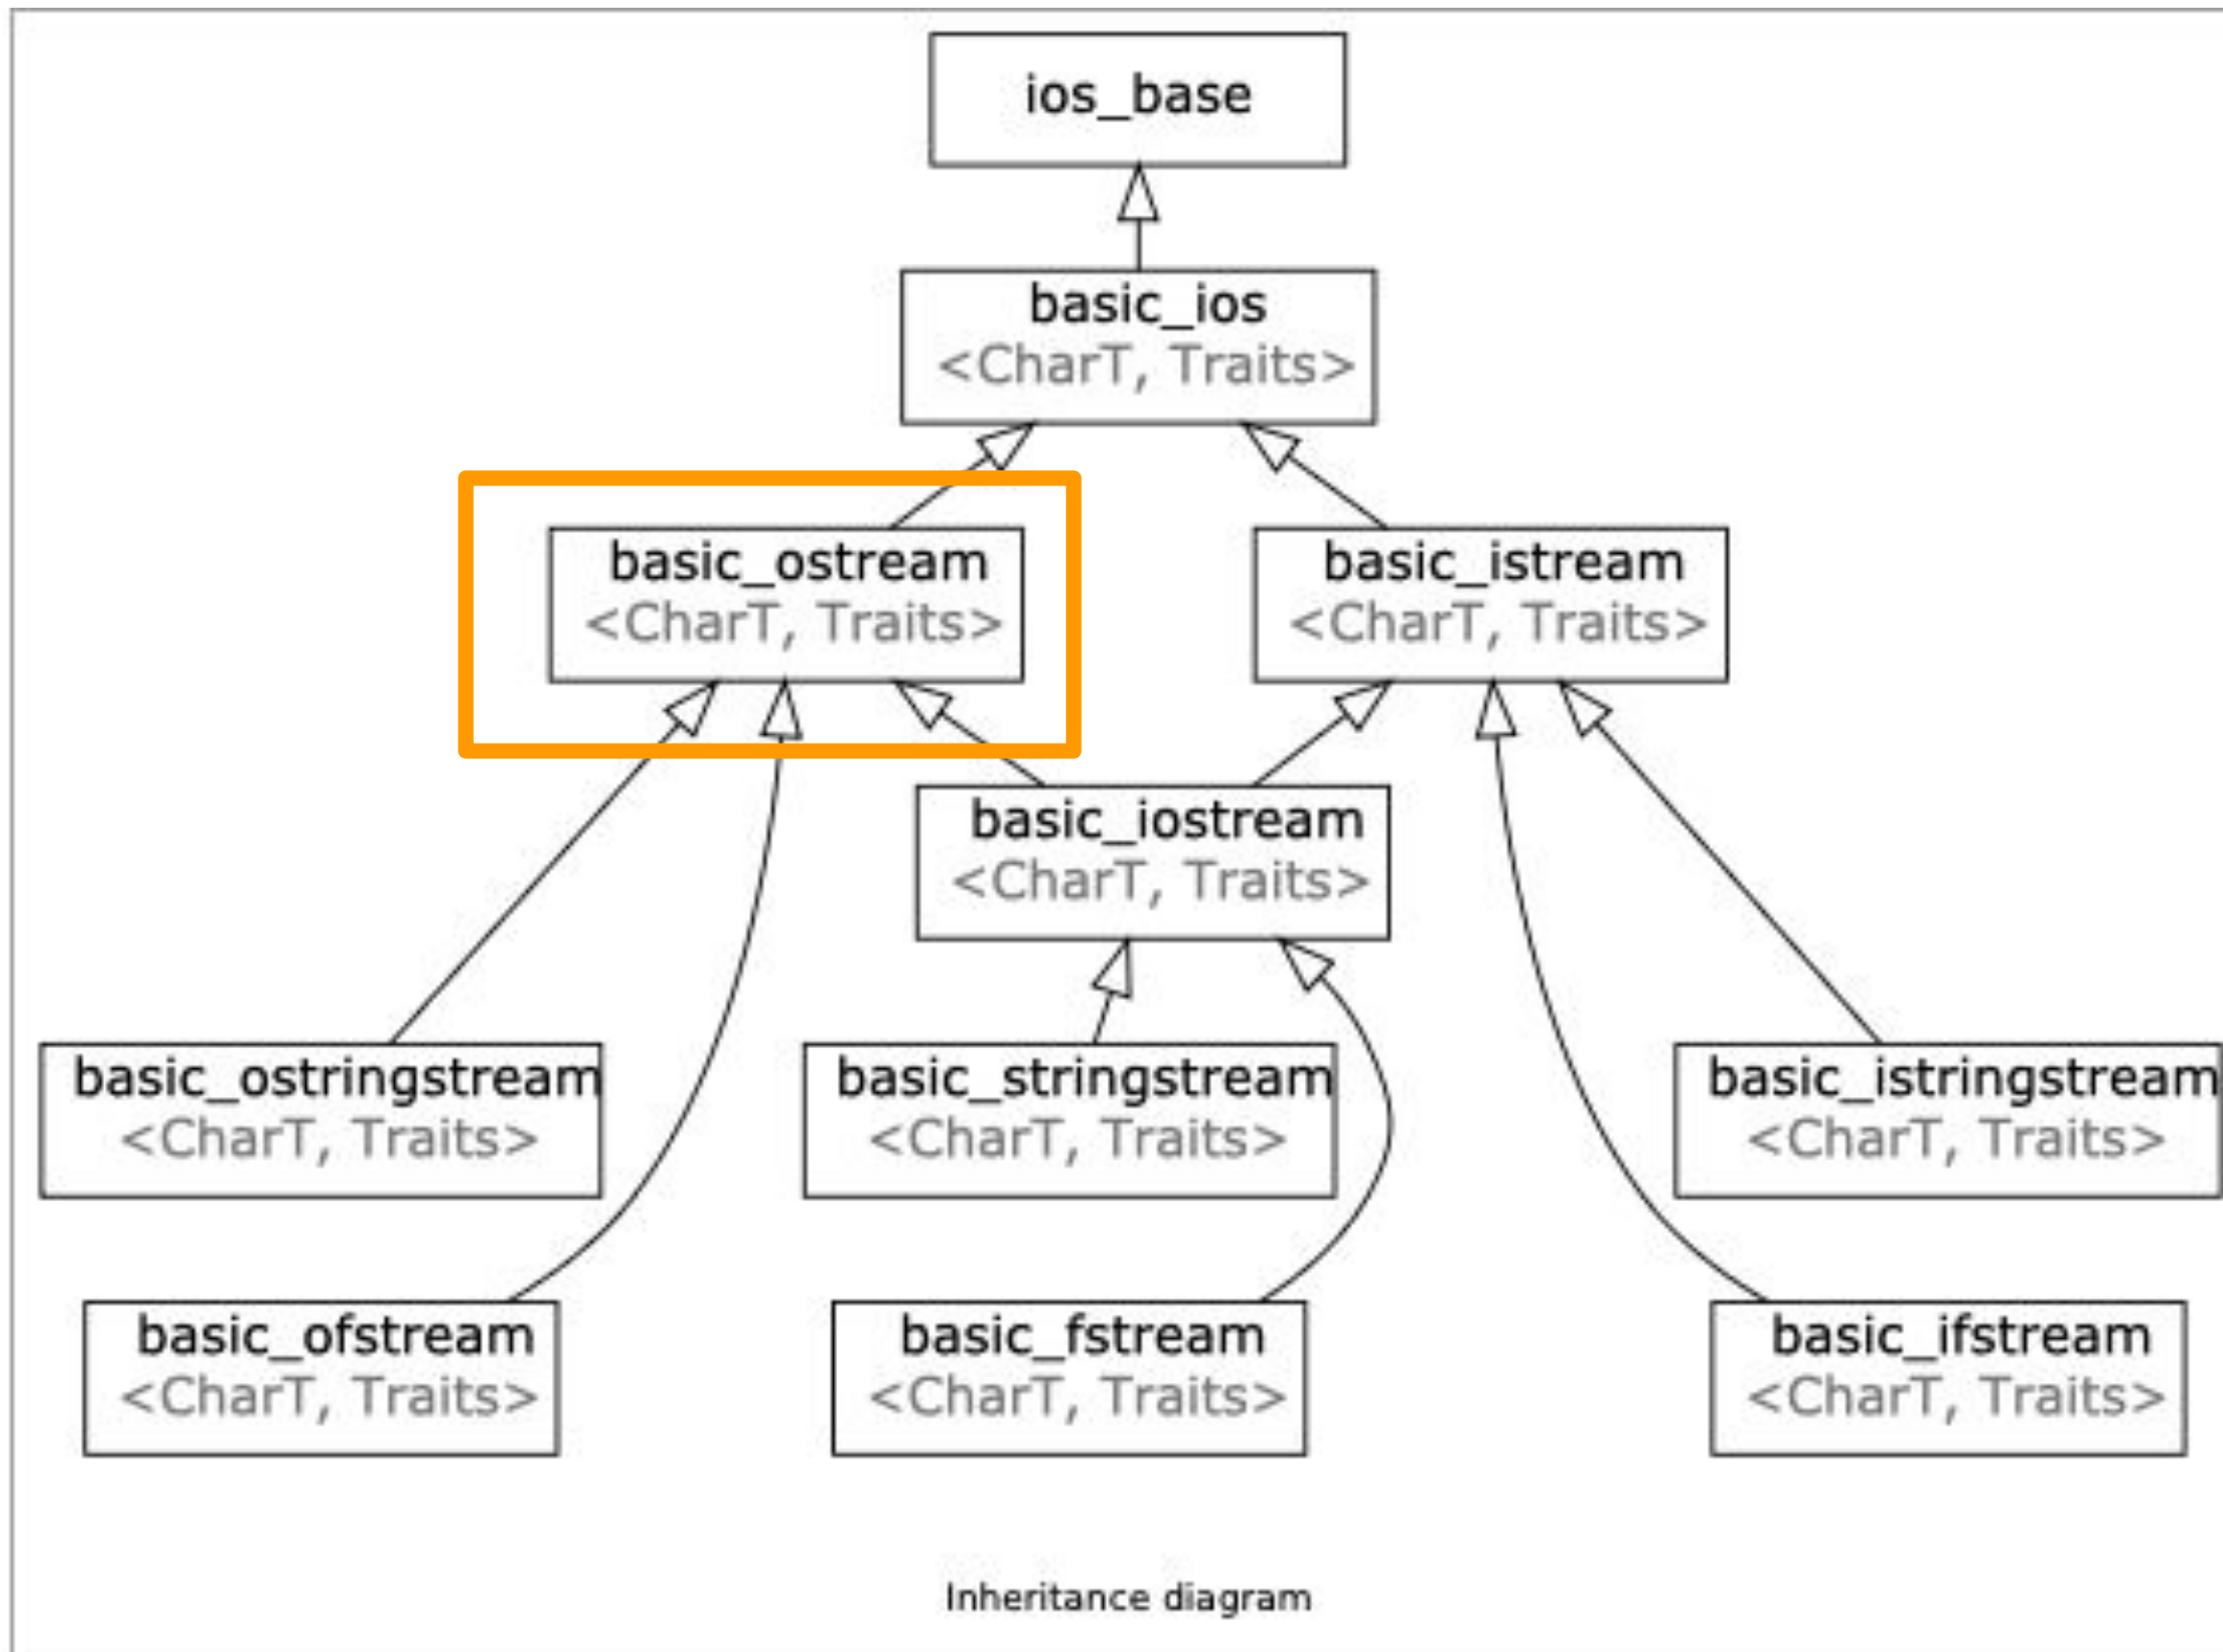 ios_base
basic_ios
<CharT, Traits>
basic_ostream
<CharT, Traits>
basic_istream
<CharT, Traits>
basic_iostream
<CharT, Traits>
basic_ostringstream
<CharT, Traits>
basic_stringstream
<CharT, Traits>
basic_istringstream
<CharT, Traits>
basic_ofstream
<CharT, Traits>
basic_fstream
<CharT, Traits>
basic_ifstream
<CharT, Traits>
Inheritance diagram